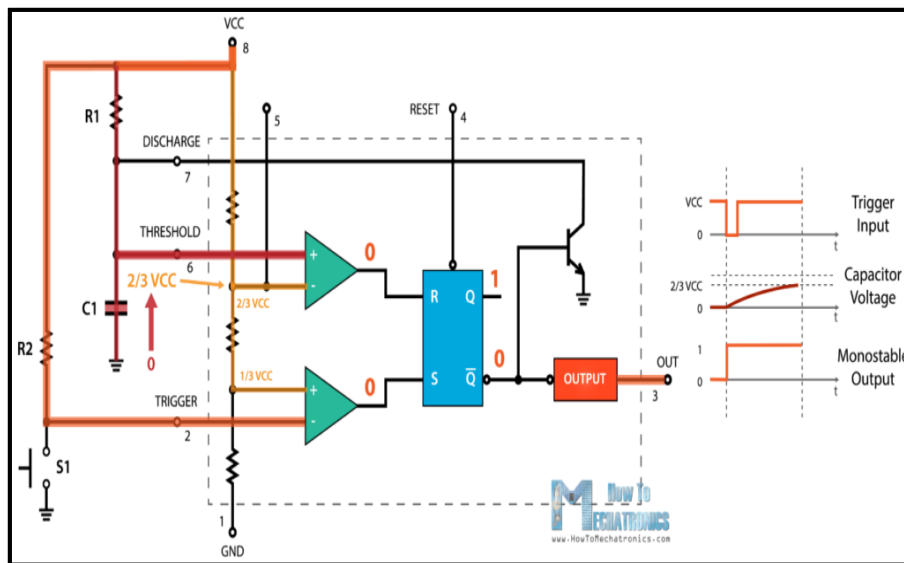 VCC
8
R1
5
RESET
4
DISCHARGE
7
THRESHOLD
6
2/3 VCC
2/3 VCC
0
R
Q
1
C1
0
R2
1/3 VCC
0
S
Q
0
OUTPUT
OUT
3
TRIGGER
2
S1
1
GND
+
-
+
-
VCC
0
t
Trigger
Input
2/3 VCC
0
t
Capacitor
Voltage
1
0
t
Monostable
Output
How To
Mechatronics
www.HowToMechatronics.com